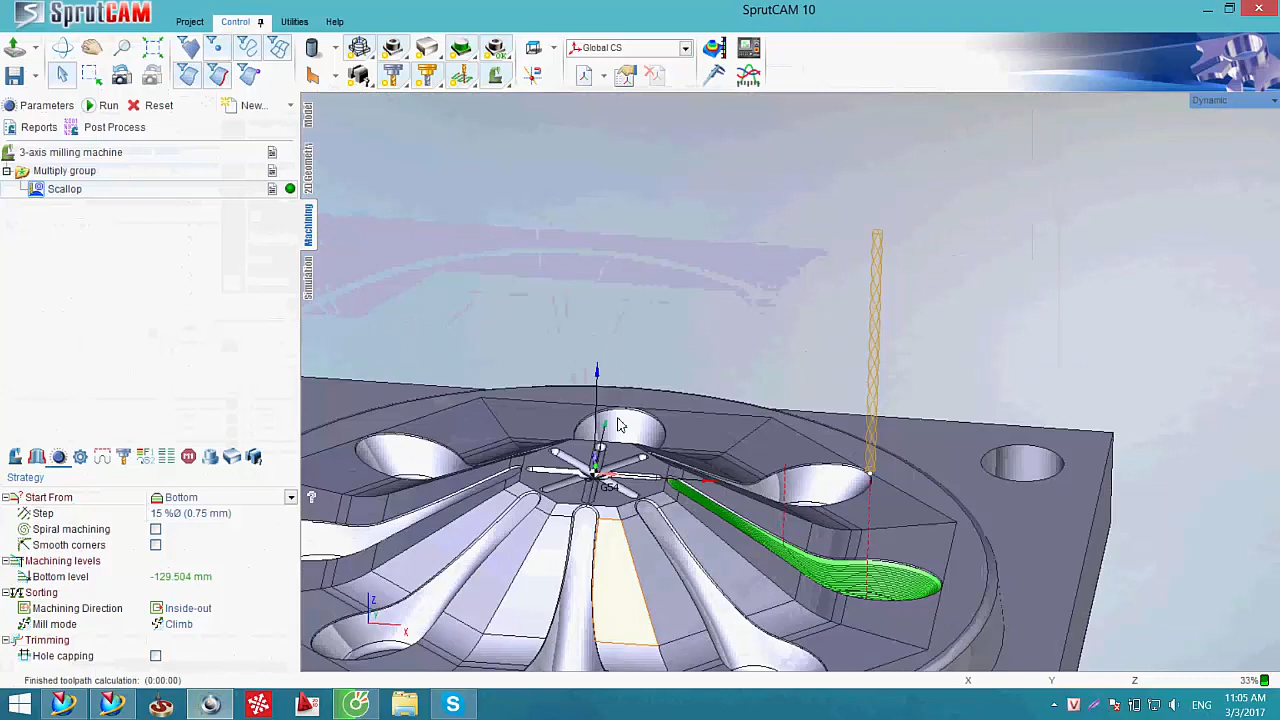 SprutCAM
SprutCAM 10
Project
Control
Utilities
Help
Global CS
Parameters
Run
Reset
New...
Reports
Post Process
Dynamic
3-axis milling machine
Multiply group
Scallop
Model
2D Geometry
Machining
Simulation
G54
Z
Y
X
Strategy
Start From
Bottom
Step
15 %Ø (0.75 mm)
Spiral machining
Smooth corners
Machining levels
Bottom level
-129.504 mm
Sorting
Machining Direction
Inside-out
Mill mode
Climb
Trimming
Hole capping
Finished toolpath calculation: (0:00:00)
X
Y
Z
33%
ENG
11:05 AM
3/3/2017